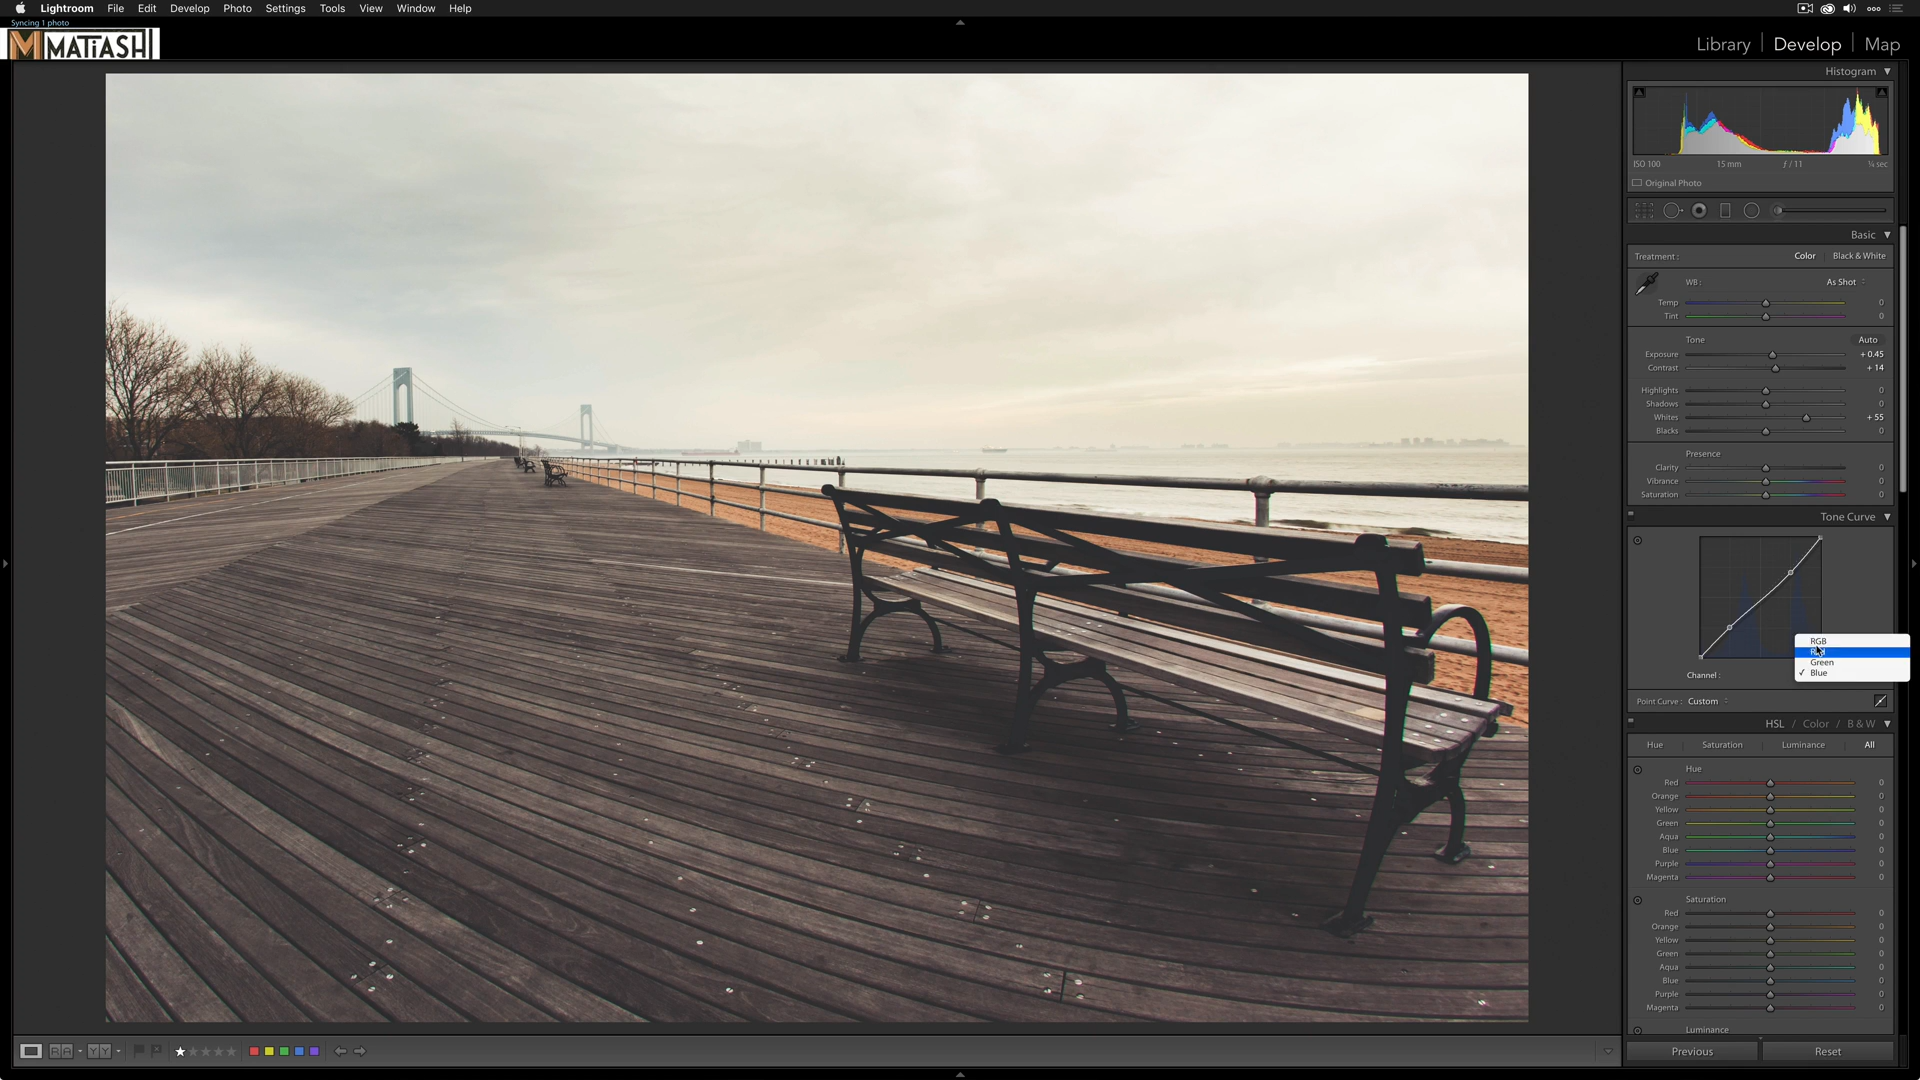 Lightroom File Edit Develop Photo Settings Tools View Window Help
Syncing 1 photo
M MATIASH
Library | Develop | Map
Histogram
ISO 100 15 mm ƒ / 11 ¼ sec
Original Photo
Basic
Treatment : Color Black & White
WB : As Shot
Temp 0
Tint 0
Tone Auto
Exposure + 0.45
Contrast + 14
Highlights 0
Shadows 0
Whites + 55
Blacks 0
Presence
Clarity 0
Vibrance 0
Saturation 0
Tone Curve
RGB
Green
✓ Blue
Channel :
Point Curve : Custom
HSL / Color / B & W
Hue Saturation Luminance All
Hue
Red 0
Orange 0
Yellow 0
Green 0
Aqua 0
Blue 0
Purple 0
Magenta 0
Saturation
Red 0
Orange 0
Yellow 0
Green 0
Aqua 0
Blue 0
Purple 0
Magenta 0
Luminance
Previous Reset